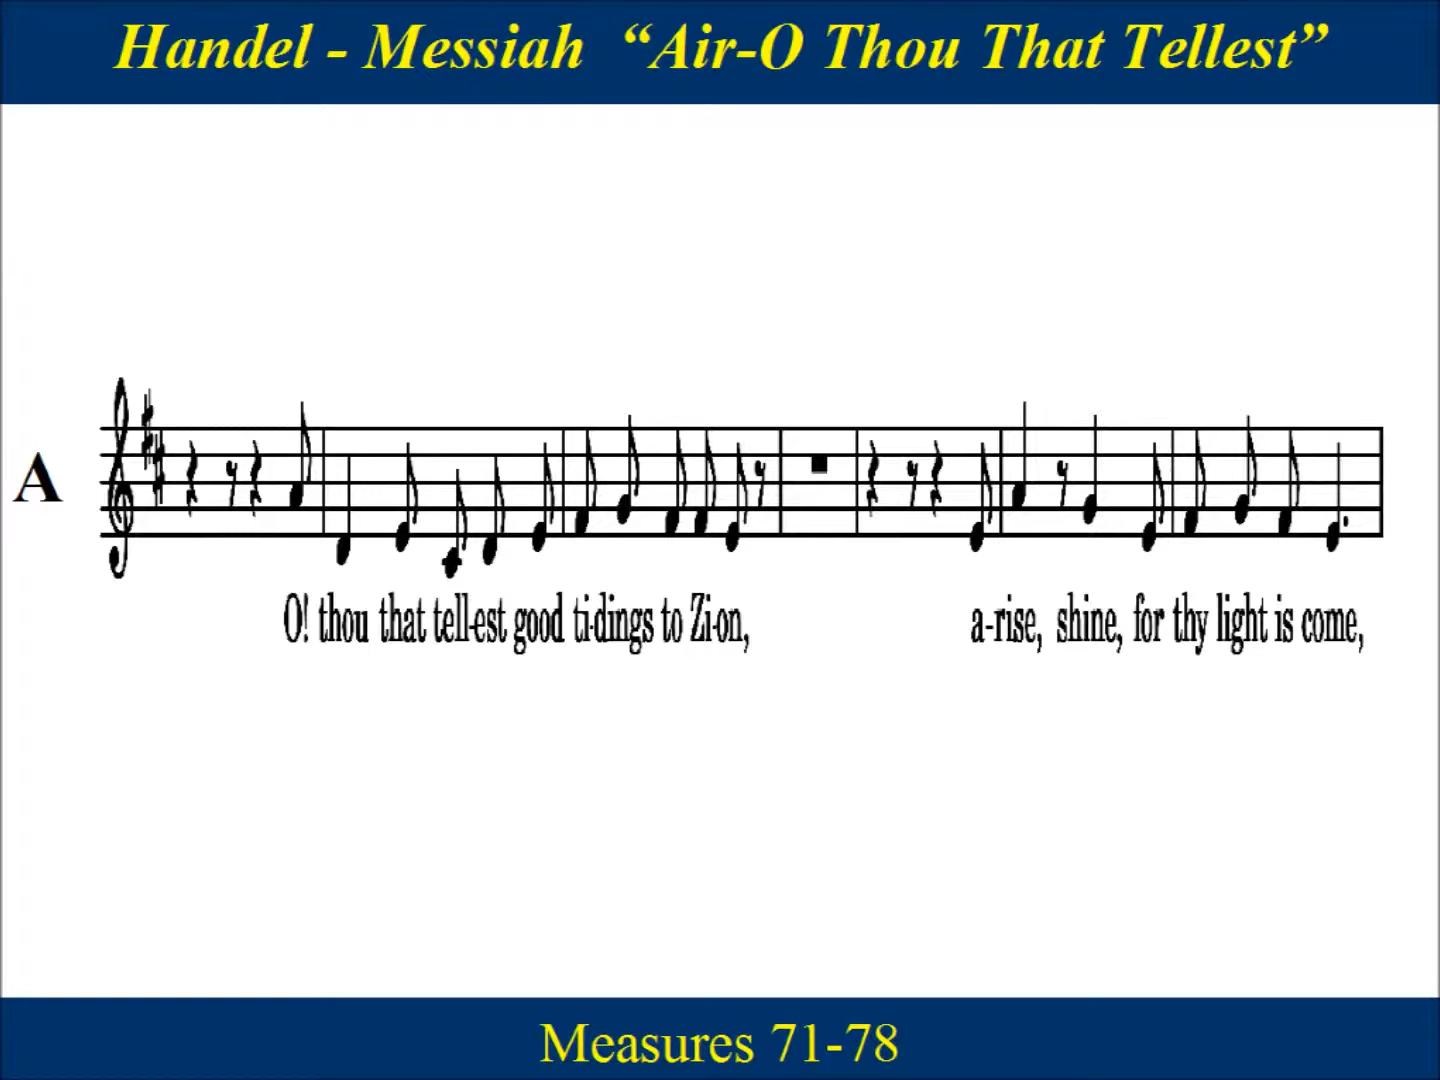 Handel - Messiah “Air-O Thou That Tellest”
A
O! thou that tell-est good ti-dings to Zi-on, a-rise, shine, for thy light is come,
Measures 71-78